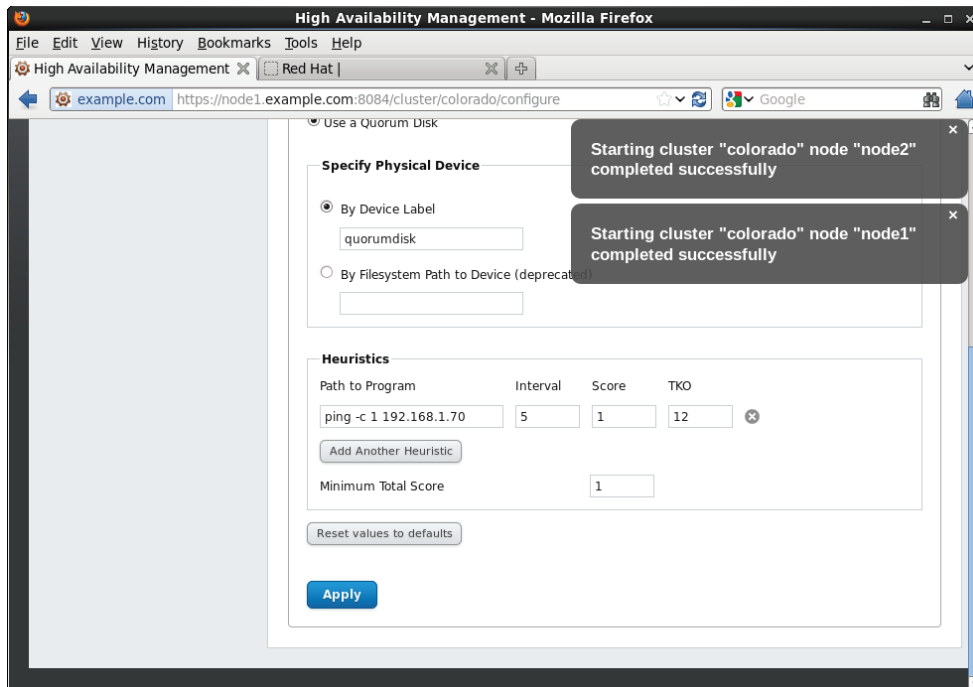 High Availability Management - Mozilla Firefox
File Edit View History Bookmarks Tools Help
High Availability Management
Red Hat |
example.com https://node1.example.com:8084/cluster/colorado/configure
Google
Use a Quorum Disk
Starting cluster "colorado" node "node2"
completed successfully
Specify Physical Device
By Device Label
quorumdisk
Starting cluster "colorado" node "node1"
completed successfully
By Filesystem Path to Device (deprecated)
Heuristics
Path to Program Interval Score TKO
ping -c 1 192.168.1.70 5 1 12
Add Another Heuristic
Minimum Total Score 1
Reset values to defaults
Apply